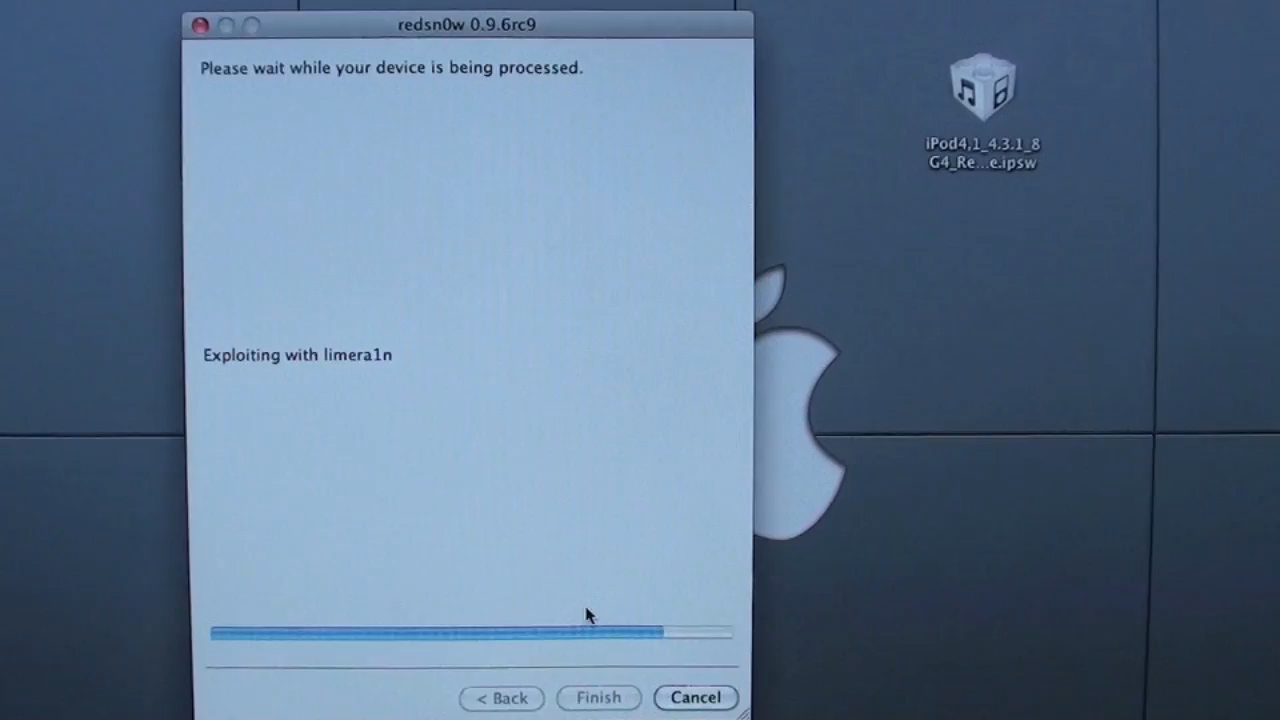 redsn0w 0.9.6rc9
Please wait while your device is being processed.
iPod4,1_4.3.1_8
G4_Re...e.ipsw
Exploiting with limera1n
< Back
Finish
Cancel